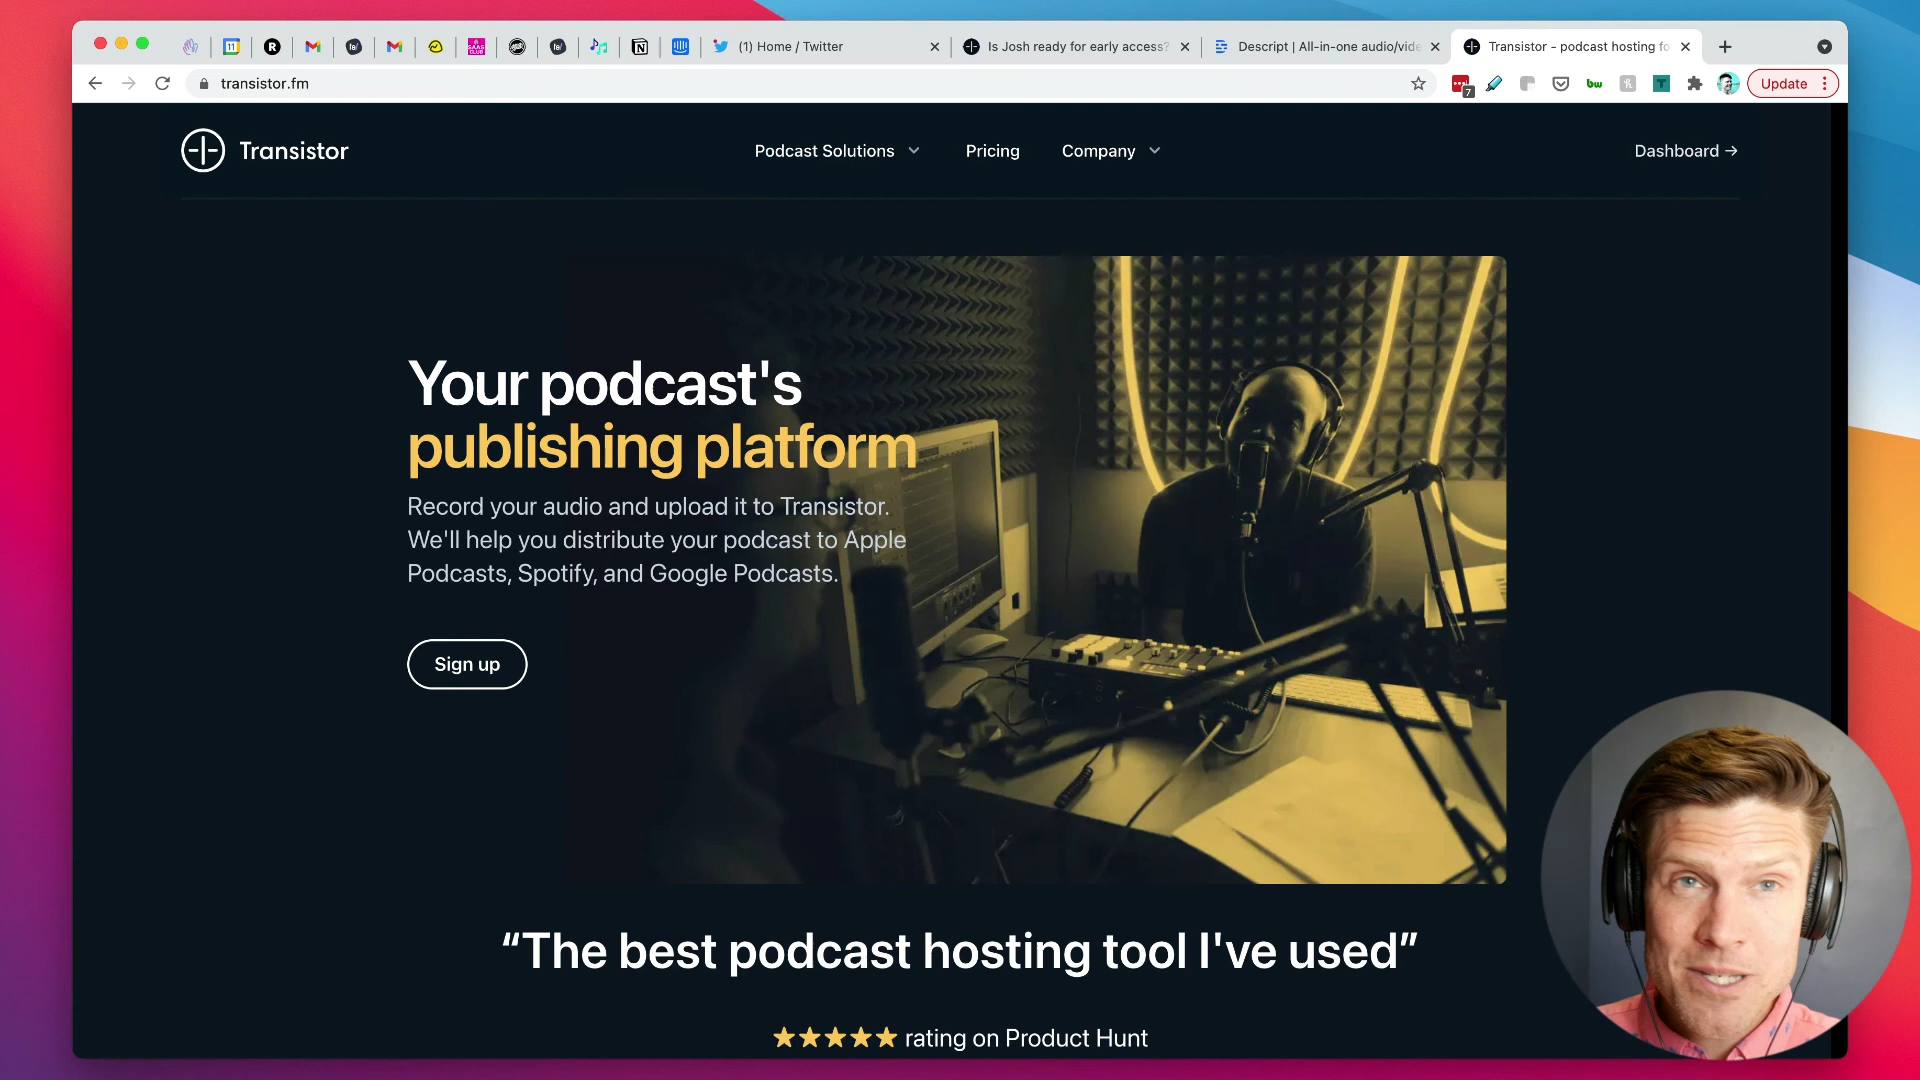 (1) Home / Twitter
Is Josh ready for early access?
Descript | All-in-one audio/vide
Transistor - podcast hosting fo
transistor.fm
7
Update
Transistor
Podcast Solutions
Pricing
Company
Dashboard →
Your podcast's
publishing platform
Record your audio and upload it to Transistor.
We'll help you distribute your podcast to Apple
Podcasts, Spotify, and Google Podcasts.
Sign up
“The best podcast hosting tool I've used”
★★★★★ rating on Product Hunt